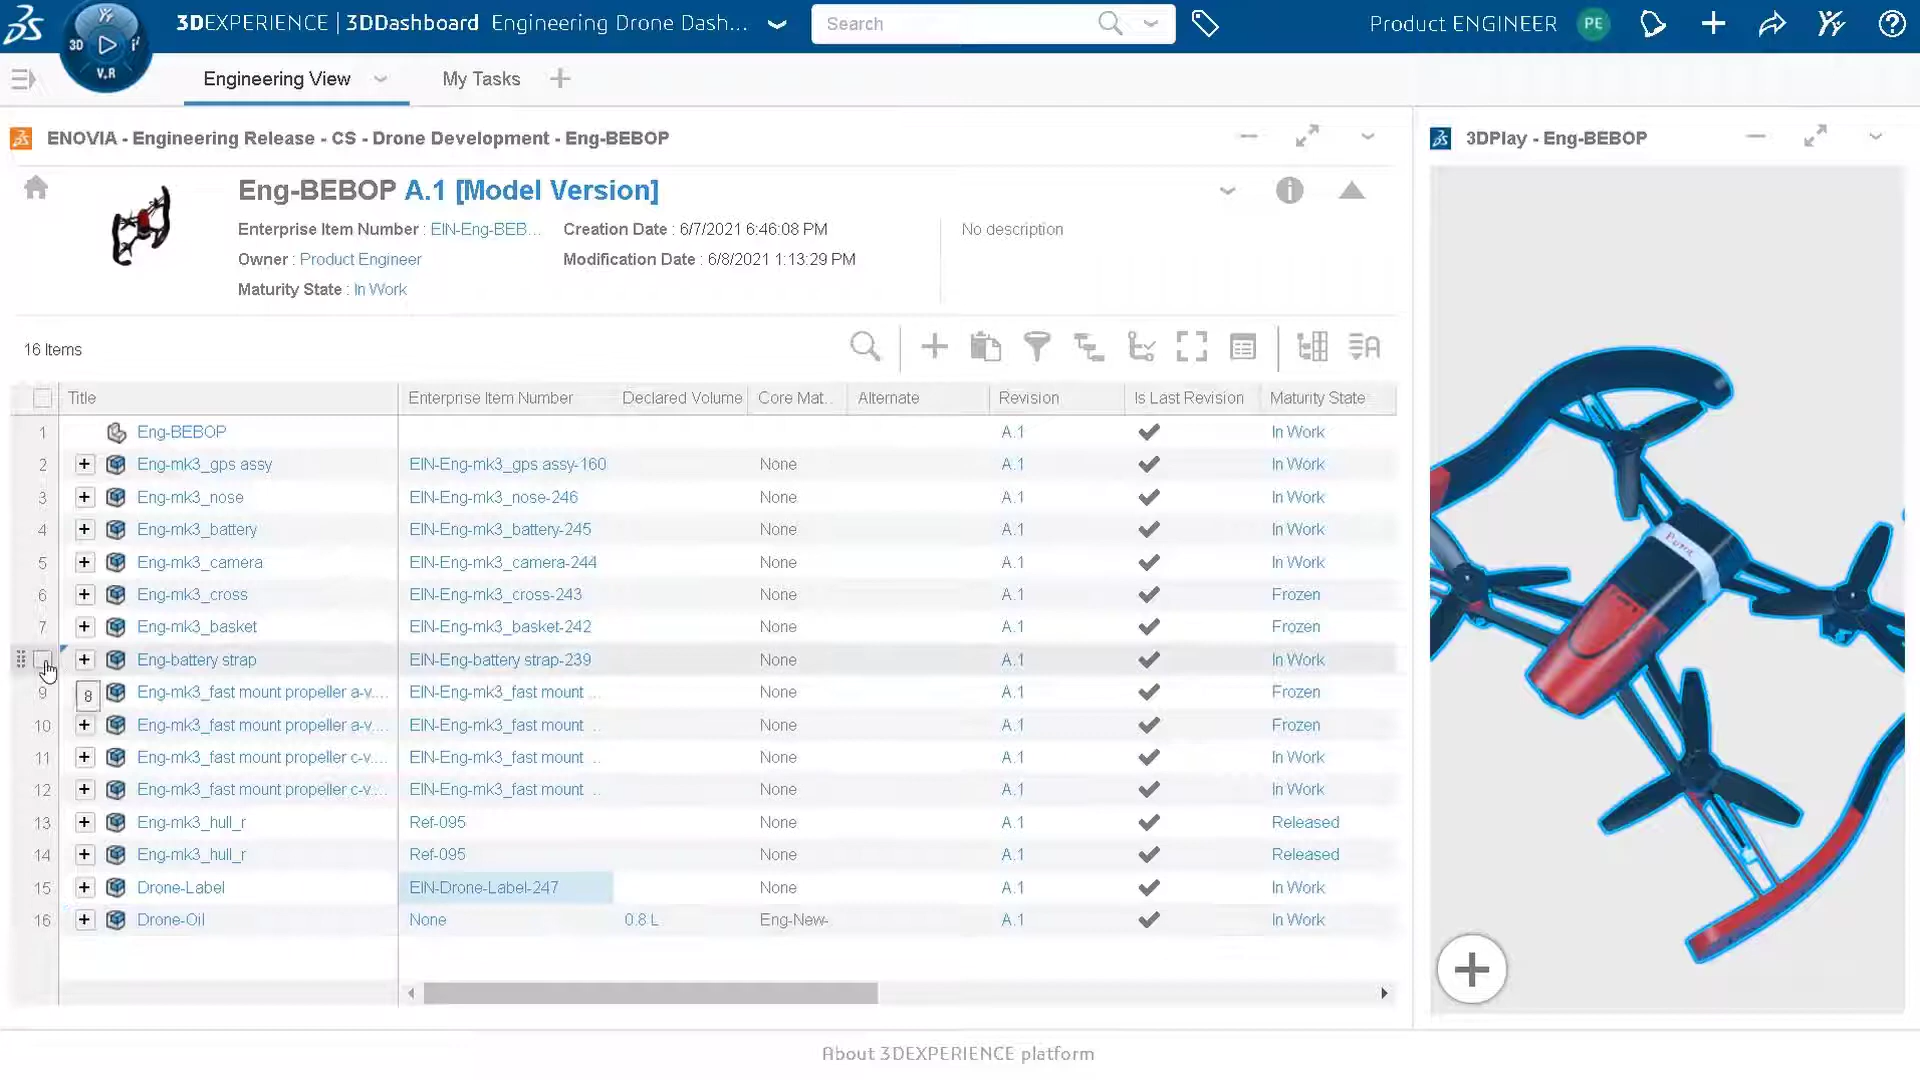 3DEXPERIENCE | 3DDashboard Engineering Drone Dash...
Search
Product ENGINEER PE
3D
V,R
Engineering View
My Tasks
ENOVIA - Engineering Release - CS - Drone Development - Eng-BEBOP
3DPlay - Eng-BEBOP
Eng-BEBOP A.1 [Model Version]
Enterprise Item Number : EIN-Eng-BEB...
Creation Date : 6/7/2021 6:46:08 PM
No description
Owner : Product Engineer
Modification Date : 6/8/2021 1:13:29 PM
Maturity State : In Work
16 Items
Title Enterprise Item Number Declared Volume Core Mat... Alternate Revision Is Last Revision Maturity State
1 Eng-BEBOP A.1 In Work
2 Eng-mk3_gps assy EIN-Eng-mk3_gps assy-160 None A.1 In Work
3 Eng-mk3_nose EIN-Eng-mk3_nose-246 None A.1 In Work
4 Eng-mk3_battery EIN-Eng-mk3_battery-245 None A.1 In Work
5 Eng-mk3_camera EIN-Eng-mk3_camera-244 None A.1 In Work
6 Eng-mk3_cross EIN-Eng-mk3_cross-243 None A.1 Frozen
7 Eng-mk3_basket EIN-Eng-mk3_basket-242 None A.1 Frozen
Eng-battery strap EIN-Eng-battery strap-239 None A.1 In Work
9 8 Eng-mk3_fast mount propeller a-v.... EIN-Eng-mk3_fast mount ... None A.1 Frozen
10 Eng-mk3_fast mount propeller a-v.... EIN-Eng-mk3_fast mount ... None A.1 Frozen
11 Eng-mk3_fast mount propeller c-v.... EIN-Eng-mk3_fast mount ... None A.1 In Work
12 Eng-mk3_fast mount propeller c-v.... EIN-Eng-mk3_fast mount ... None A.1 In Work
13 Eng-mk3_hull_r Ref-095 None A.1 Released
14 Eng-mk3_hull_r Ref-095 None A.1 Released
15 Drone-Label EIN-Drone-Label-247 None A.1 In Work
16 Drone-Oil None 0.8 L Eng-New- A.1 In Work
About 3DEXPERIENCE platform